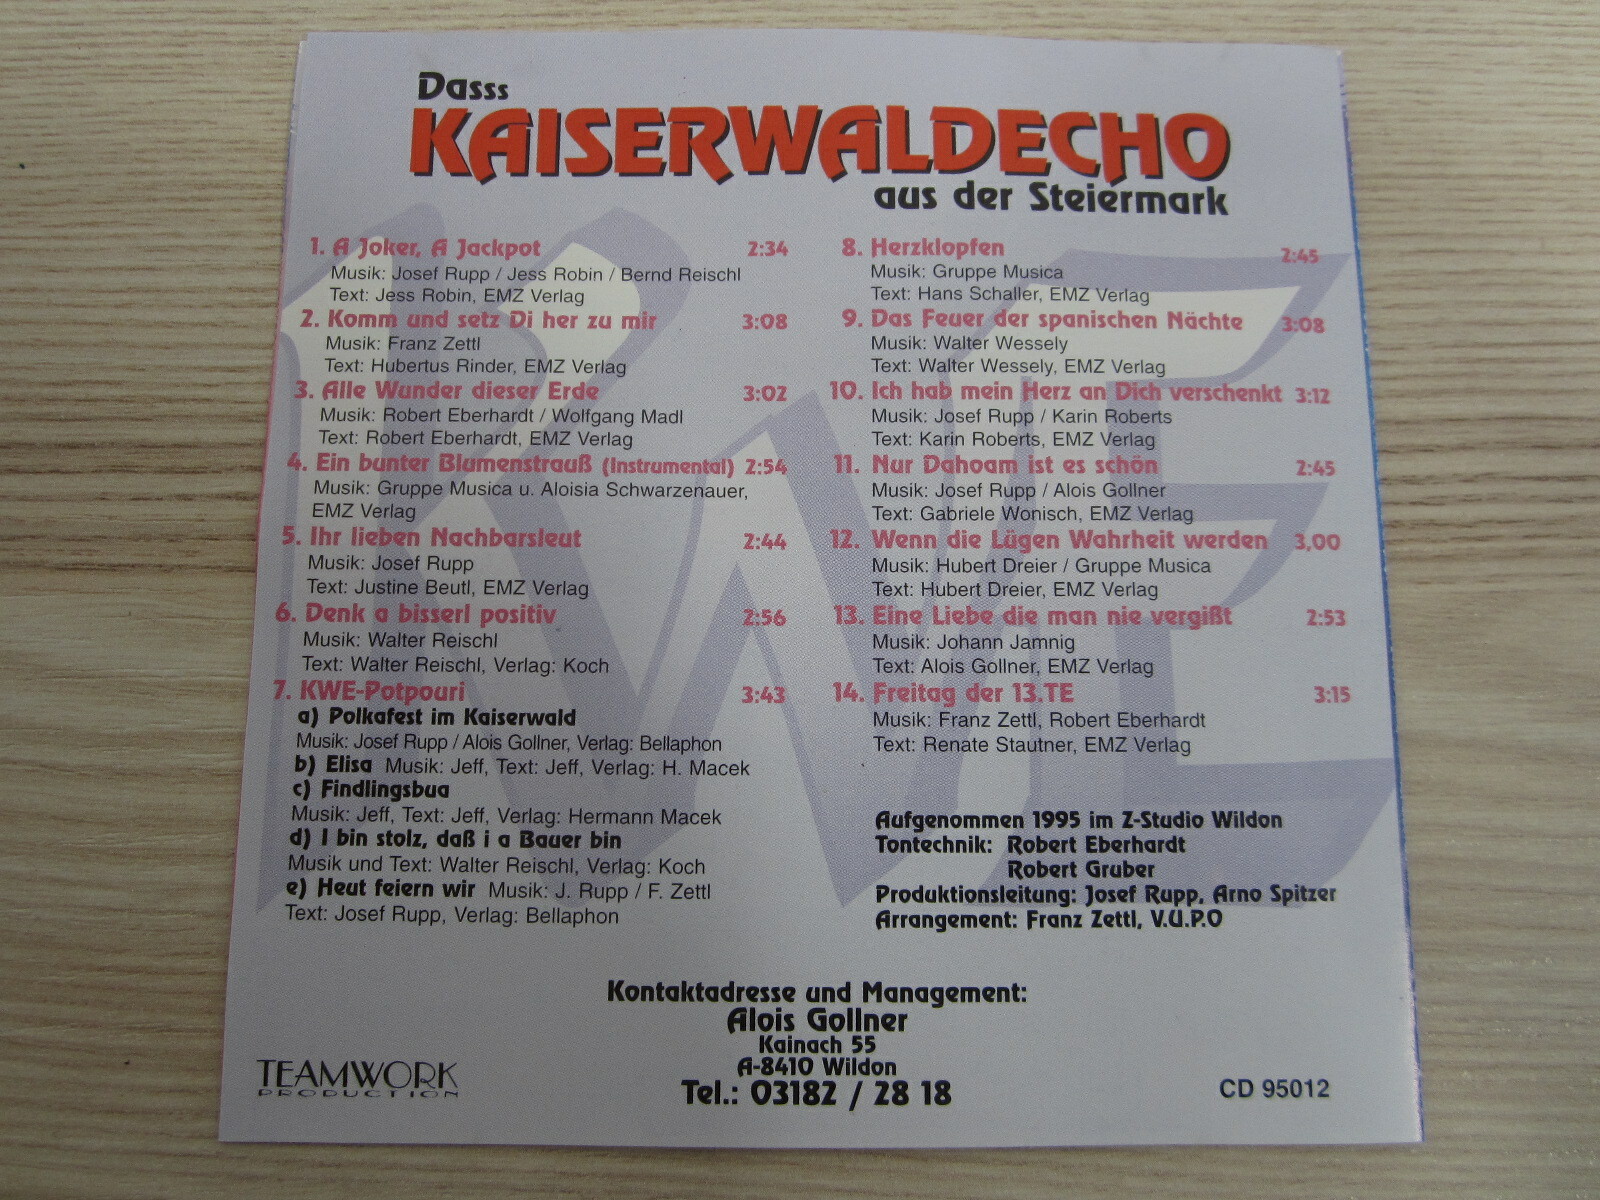 Dasss
KAISERWALDECHO
aus der Steiermark
1. A Joker, A Jackpot 2:34
Musik: Josef Rupp / Jess Robin / Bernd Reischl
Text: Jess Robin, EMZ Verlag
2. Komm und setz Di her zu mir 3:08
Musik: Franz Zettl
Text: Hubertus Rinder, EMZ Verlag
3. Alle Wunder dieser Erde 3:02
Musik: Robert Eberhardt / Wolfgang Madl
Text: Robert Eberhardt, EMZ Verlag
4. Ein bunter Blumenstrauß (Instrumental) 2:54
Musik: Gruppe Musica u. Aloisia Schwarzenauer,
EMZ Verlag
5. Ihr lieben Nachbarsleut 2:44
Musik: Josef Rupp
Text: Justine Beutl, EMZ Verlag
6. Denk a bisserl positiv 2:56
Musik: Walter Reischl
Text: Walter Reischl, Verlag: Koch
7. KWE-Potpouri 3:43
a) Polkafest im Kaiserwald
Musik: Josef Rupp / Alois Gollner, Verlag: Bellaphon
b) Elisa Musik: Jeff, Text: Jeff, Verlag: H. Macek
c) Findlingsbua
Musik: Jeff, Text: Jeff, Verlag: Hermann Macek
d) I bin stolz, daß i a Bauer bin
Musik und Text: Walter Reischl, Verlag: Koch
e) Heut feiern wir Musik: J. Rupp / F. Zettl
Text: Josef Rupp, Verlag: Bellaphon
8. Herzklopfen 2:45
Musik: Gruppe Musica
Text: Hans Schaller, EMZ Verlag
9. Das Feuer der spanischen Nächte 3:08
Musik: Walter Wessely
Text: Walter Wessely, EMZ Verlag
10. Ich hab mein Herz an Dich verschenkt 3:12
Musik: Josef Rupp / Karin Roberts
Text: Karin Roberts, EMZ Verlag
11. Nur Dahoam ist es schön 2:45
Musik: Josef Rupp / Alois Gollner
Text: Gabriele Wonisch, EMZ Verlag
12. Wenn die Lügen Wahrheit werden 3,00
Musik: Hubert Dreier / Gruppe Musica
Text: Hubert Dreier, EMZ Verlag
13. Eine Liebe die man nie vergißt 2:53
Musik: Johann Jamnig
Text: Alois Gollner, EMZ Verlag
14. Freitag der 13.TE 3:15
Musik: Franz Zettl, Robert Eberhardt
Text: Renate Stautner, EMZ Verlag
Aufgenommen 1995 im Z-Studio Wildon
Tontechnik: Robert Eberhardt
Robert Gruber
Produktionsleitung: Josef Rupp, Arno Spitzer
Arrangement: Franz Zettl, V.U.P.O
Kontaktadresse und Management:
Alois Gollner
Kainach 55
A-8410 Wildon
Tel.: 03182 / 28 18
TEAMWORK
PRODUCTION
CD 95012
KWE